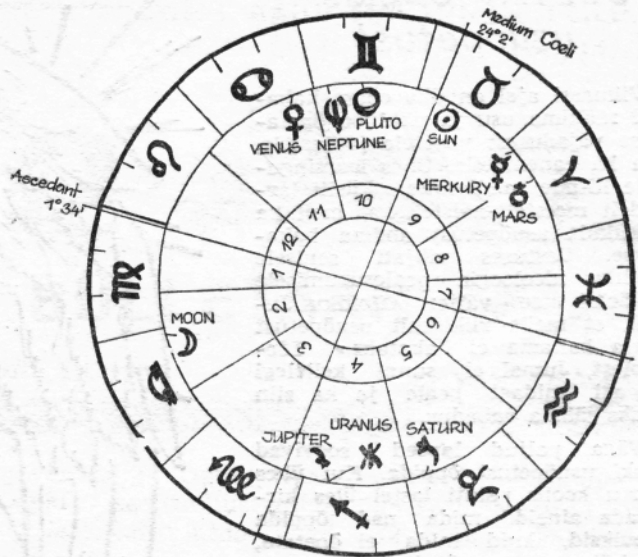 Medium Coeli
24°2'
VENUS
NEPTUNE
PLUTO
SUN
MERKURY
MARS
Ascedant
1°34'
10
11
9
12
8
1
7
2
6
3
5
4
MOON
JUPITER
URANUS
SATURN